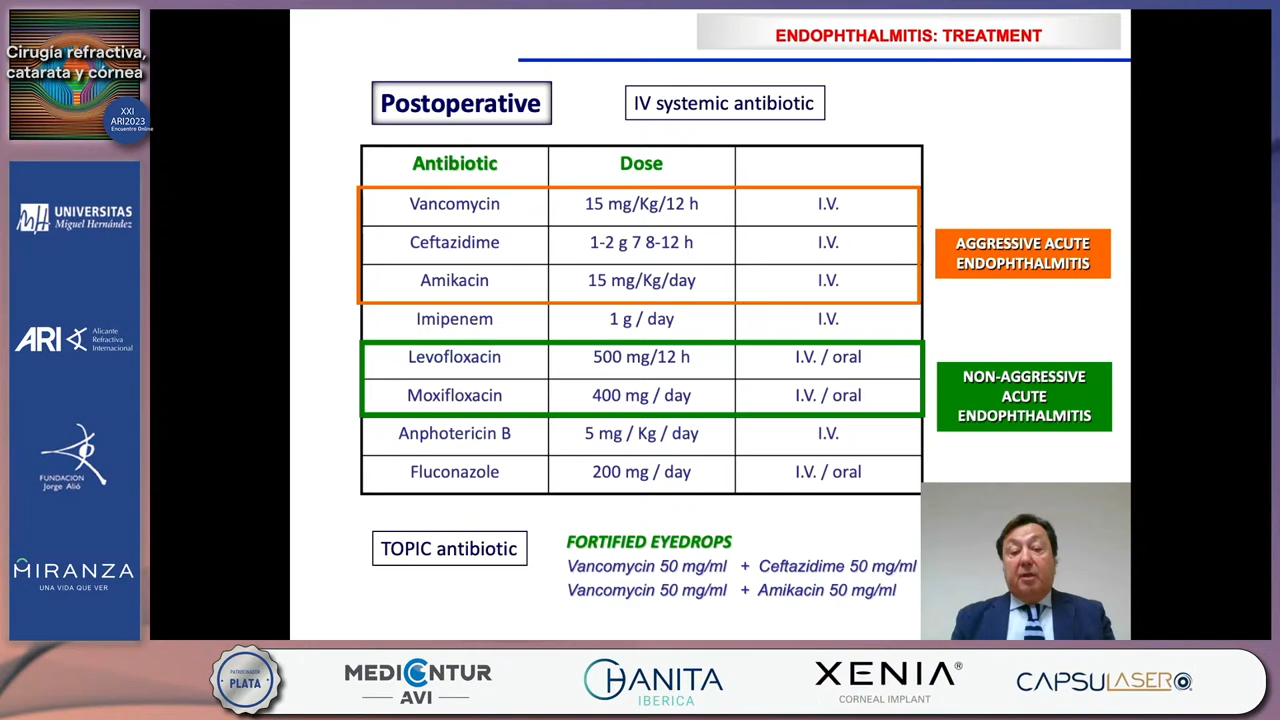 Cirugía refractiva,
catarata y córnea
XXI
ARI2023
Encuentro Online
UNIVERSITAS
Miguel Hernández
ARI
Alicante
Refractiva
Internacional
FUNDACION
Jorge Alió
MIRANZA
UNA VIDA QUE VER
ENDOPHTHALMITIS: TREATMENT
Postoperative
IV systemic antibiotic
Antibiotic Dose
Vancomycin 15 mg/Kg/12 h I.V.
Ceftazidime 1-2 g 7 8-12 h I.V.
Amikacin 15 mg/Kg/day I.V.
Imipenem 1 g / day I.V.
Levofloxacin 500 mg/12 h I.V. / oral
Moxifloxacin 400 mg / day I.V. / oral
Anphotericin B 5 mg / Kg / day I.V.
Fluconazole 200 mg / day I.V. / oral
AGGRESSIVE ACUTE
ENDOPHTHALMITIS
NON-AGGRESSIVE
ACUTE
ENDOPHTHALMITIS
TOPIC antibiotic
FORTIFIED EYEDROPS
Vancomycin 50 mg/ml + Ceftazidime 50 mg/ml
Vancomycin 50 mg/ml + Amikacin 50 mg/ml
PATROCINADOR
PLATA
MEDICONTUR
AVI
HANITA
IBERICA
XENIA®
CORNEAL IMPLANT
CAPSULASER